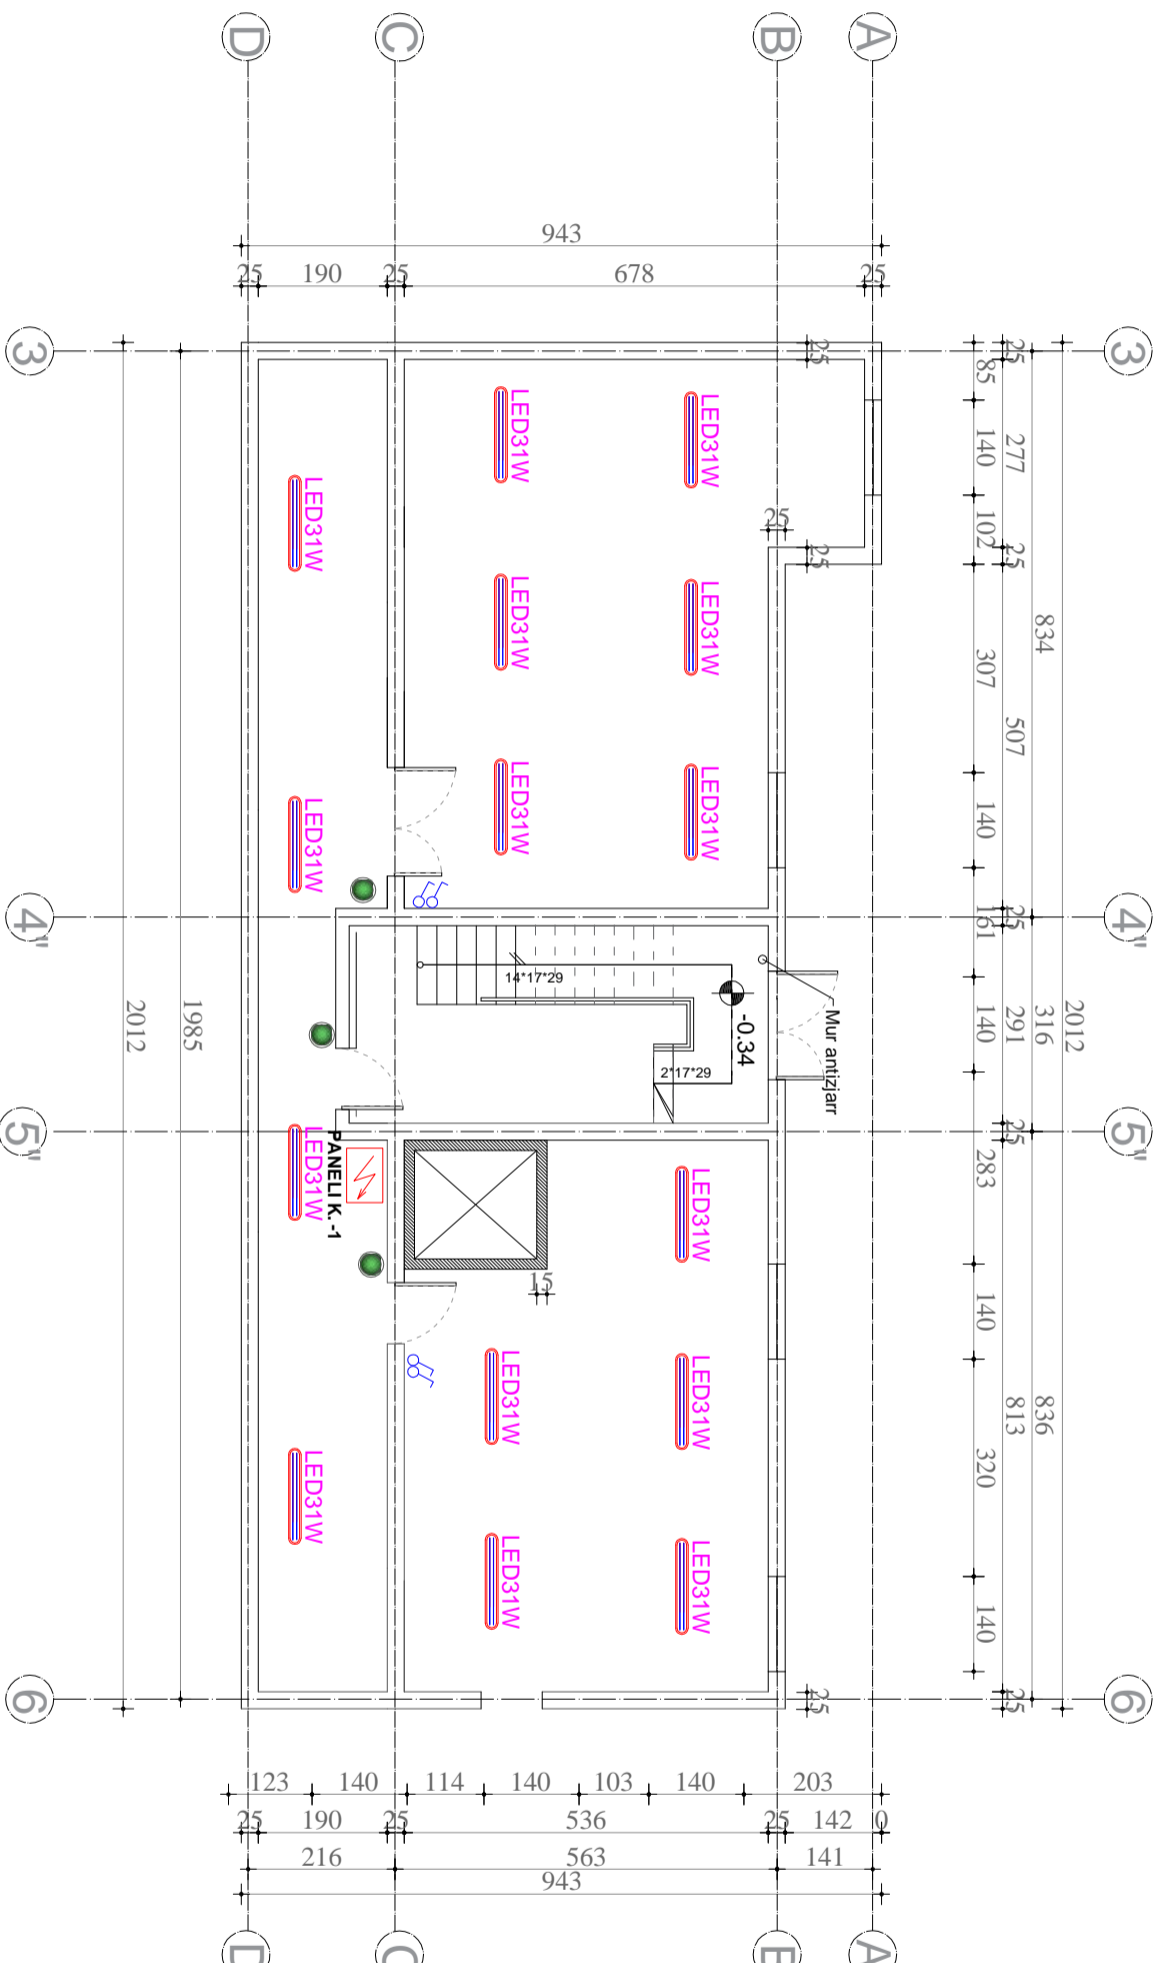 D
C
B
A
943
25
190
25
678
25
3
3
25
85
277
140
25
102
25
25
834
307
507
140
25
161
4"
4"
2012
316
291
140
25
5"
5"
283
140
836
813
320
140
25
25
6
6
2012
1985
LED31W
LED31W
LED31W
LED31W
LED31W
LED31W
LED31W
LED31W
14*17*29
-0.34
2*17*29
Mur antizjarr
PANELI K. -1
LED31W
LED31W
15
LED31W
LED31W
LED31W
LED31W
LED31W
123
140
114
140
103
140
203
25
190
25
536
25
142
0
216
563
141
943
A